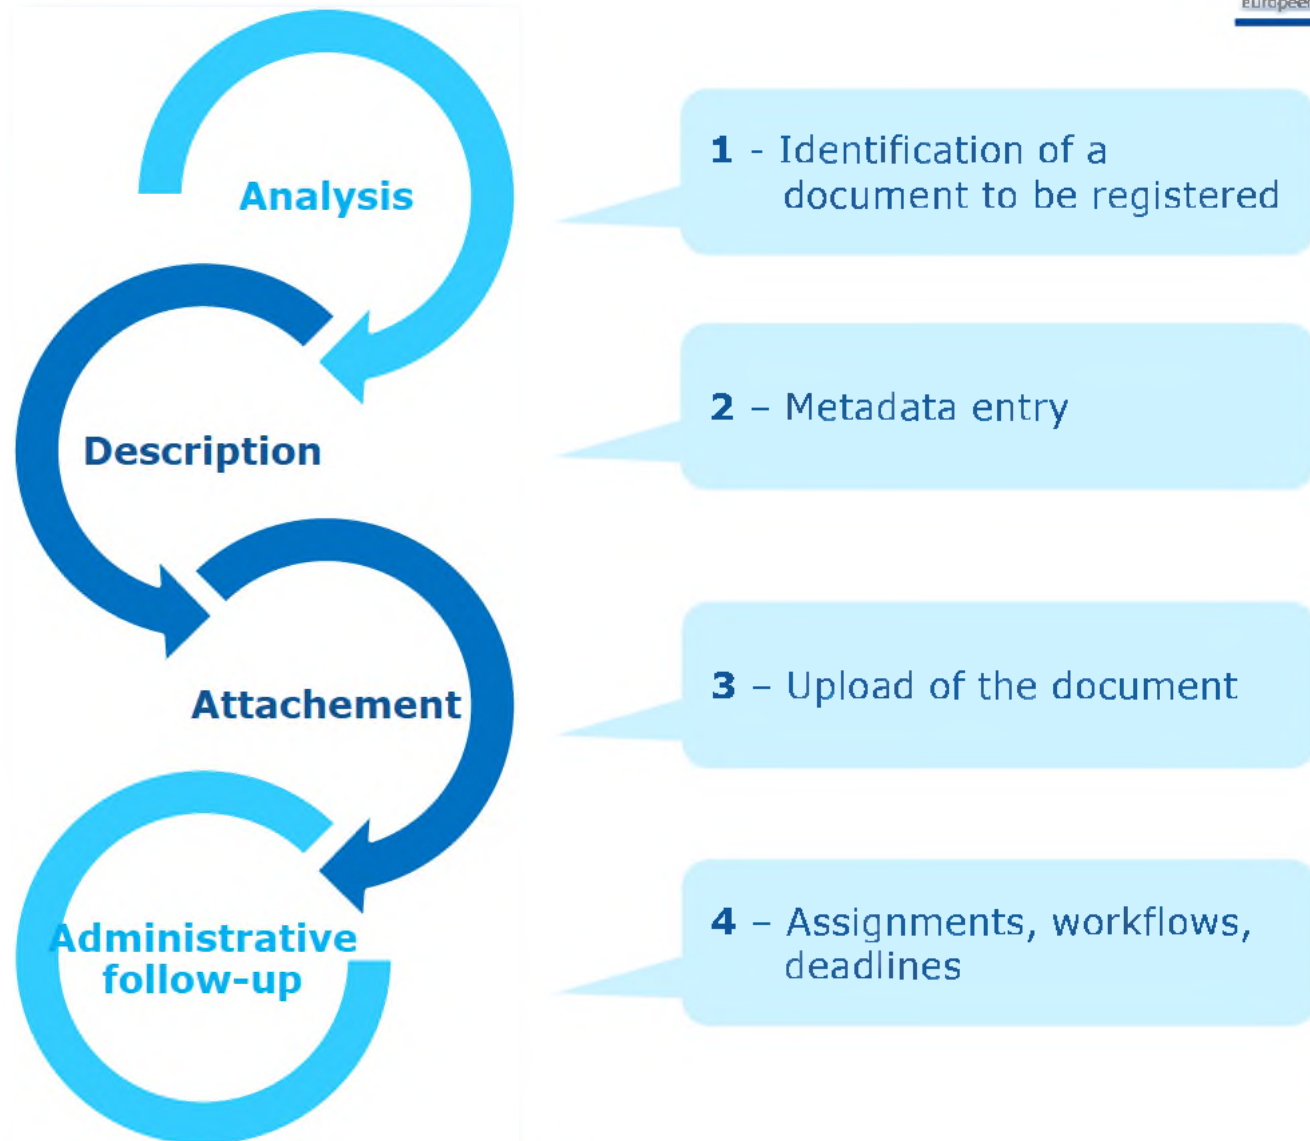 Analysis
1 - Identification of a
document to be registered
Description
2 – Metadata entry
Attachement
3 – Upload of the document
Administrative
follow-up
4 – Assignments, workflows,
deadlines